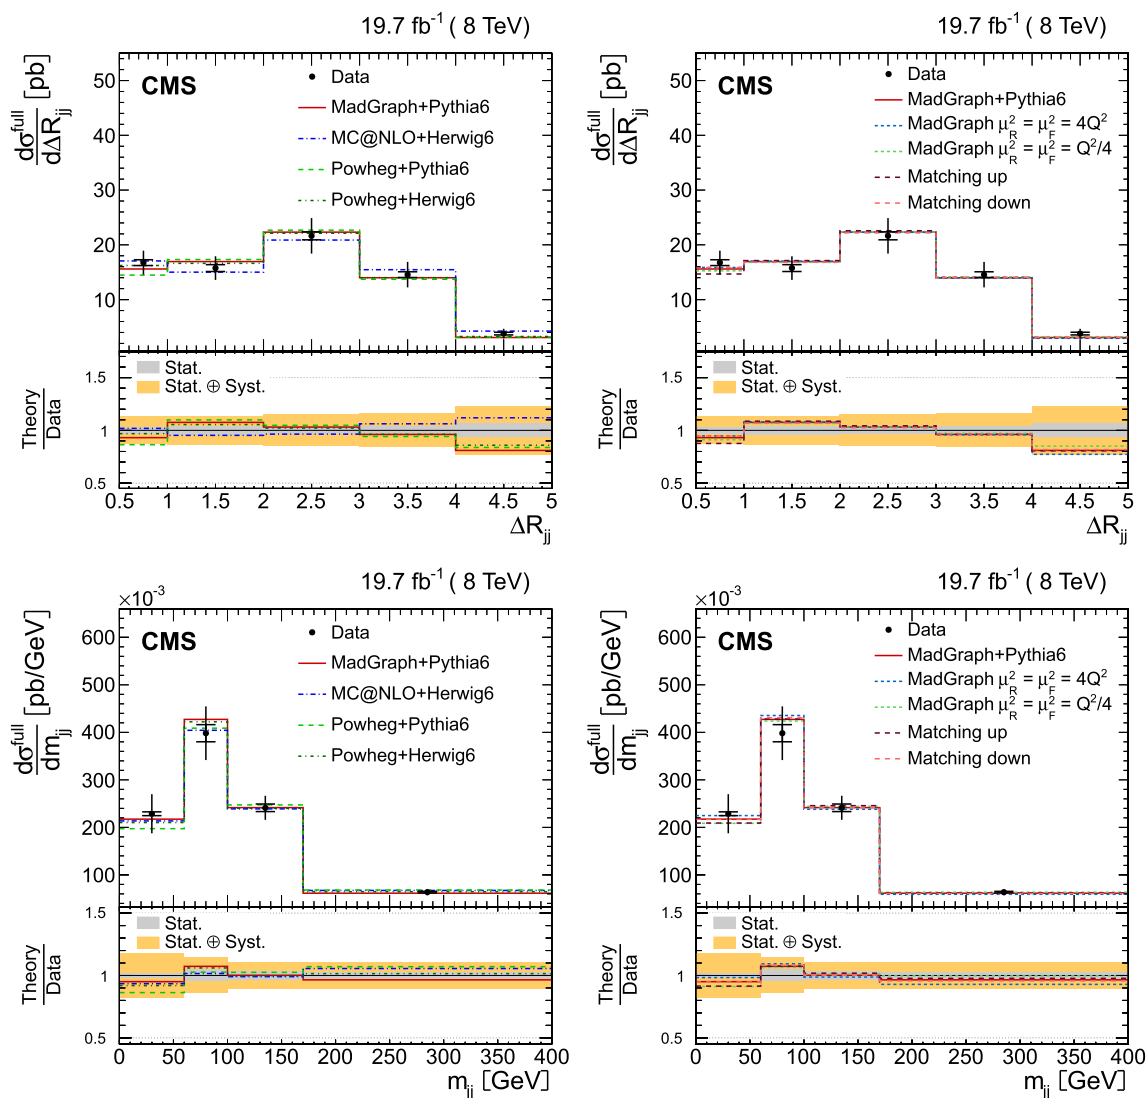 19.7 fb⁻¹ ( 8 TeV)
dσ^full/dΔR_jj [pb]
CMS
Data
MadGraph+Pythia6
MC@NLO+Herwig6
Powheg+Pythia6
Powheg+Herwig6
50
40
30
20
10
Theory/Data
Stat.
Stat. ⊕ Syst.
1.5
1
0.5
0.5 1 1.5 2 2.5 3 3.5 4 4.5 5
ΔR_jj
19.7 fb⁻¹ ( 8 TeV)
dσ^full/dΔR_jj [pb]
CMS
Data
MadGraph+Pythia6
MadGraph μ_R² = μ_F² = 4Q²
MadGraph μ_R² = μ_F² = Q²/4
Matching up
Matching down
50
40
30
20
10
Theory/Data
Stat.
Stat. ⊕ Syst.
1.5
1
0.5
0.5 1 1.5 2 2.5 3 3.5 4 4.5 5
ΔR_jj
×10⁻³
19.7 fb⁻¹ ( 8 TeV)
dσ^full/dm_jj [pb/GeV]
CMS
Data
MadGraph+Pythia6
MC@NLO+Herwig6
Powheg+Pythia6
Powheg+Herwig6
600
500
400
300
200
100
Theory/Data
Stat.
Stat. ⊕ Syst.
1.5
1
0.5
0 50 100 150 200 250 300 350 400
m_jj [GeV]
×10⁻³
19.7 fb⁻¹ ( 8 TeV)
dσ^full/dm_jj [pb/GeV]
CMS
Data
MadGraph+Pythia6
MadGraph μ_R² = μ_F² = 4Q²
MadGraph μ_R² = μ_F² = Q²/4
Matching up
Matching down
600
500
400
300
200
100
Theory/Data
Stat.
Stat. ⊕ Syst.
1.5
1
0.5
0 50 100 150 200 250 300 350 400
m_jj [GeV]